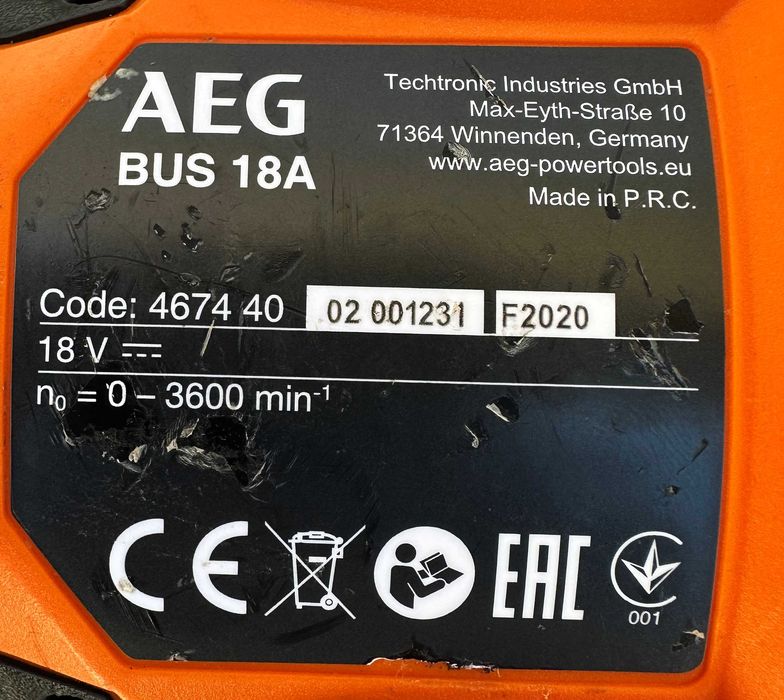 AEG
BUS 18A
Techtronic Industries GmbH
Max-Eyth-Straße 10
71364 Winnenden, Germany
www.aeg-powertools.eu
Made in P.R.C.
Code: 4674 40 02 001231 F2020
18 V ⎓
n₀ = 0 – 3600 min⁻¹
CE EAC
001